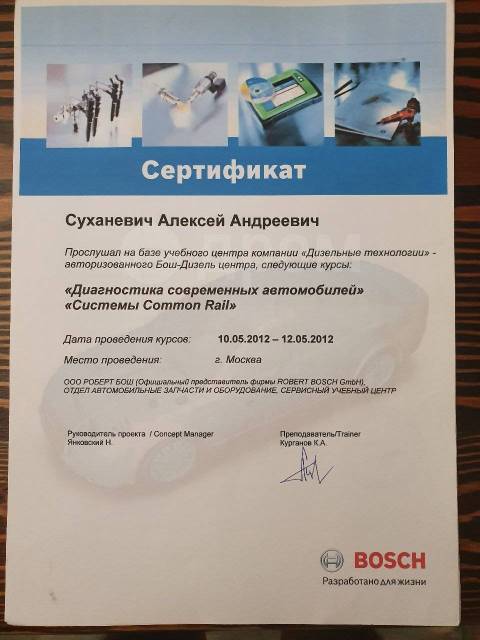 Сертификат
Суханевич Алексей Андреевич
Прослушал на базе учебного центра компании «Дизельные технологии» -
авторизованного Бош-Дизель центра, следующие курсы:
«Диагностика современных автомобилей»
«Системы Common Rail»
Дата проведения курсов: 10.05.2012 – 12.05.2012
Место проведения: г. Москва
ООО РОБЕРТ БОШ (Официальный представитель фирмы ROBERT BOSCH GmbH),
ОТДЕЛ АВТОМОБИЛЬНЫЕ ЗАПЧАСТИ И ОБОРУДОВАНИЕ, СЕРВИСНЫЙ УЧЕБНЫЙ ЦЕНТР
Руководитель проекта / Concept Manager
Янковский Н.
Преподаватель/Trainer
Курганов К.А.
BOSCH
Разработано для жизни